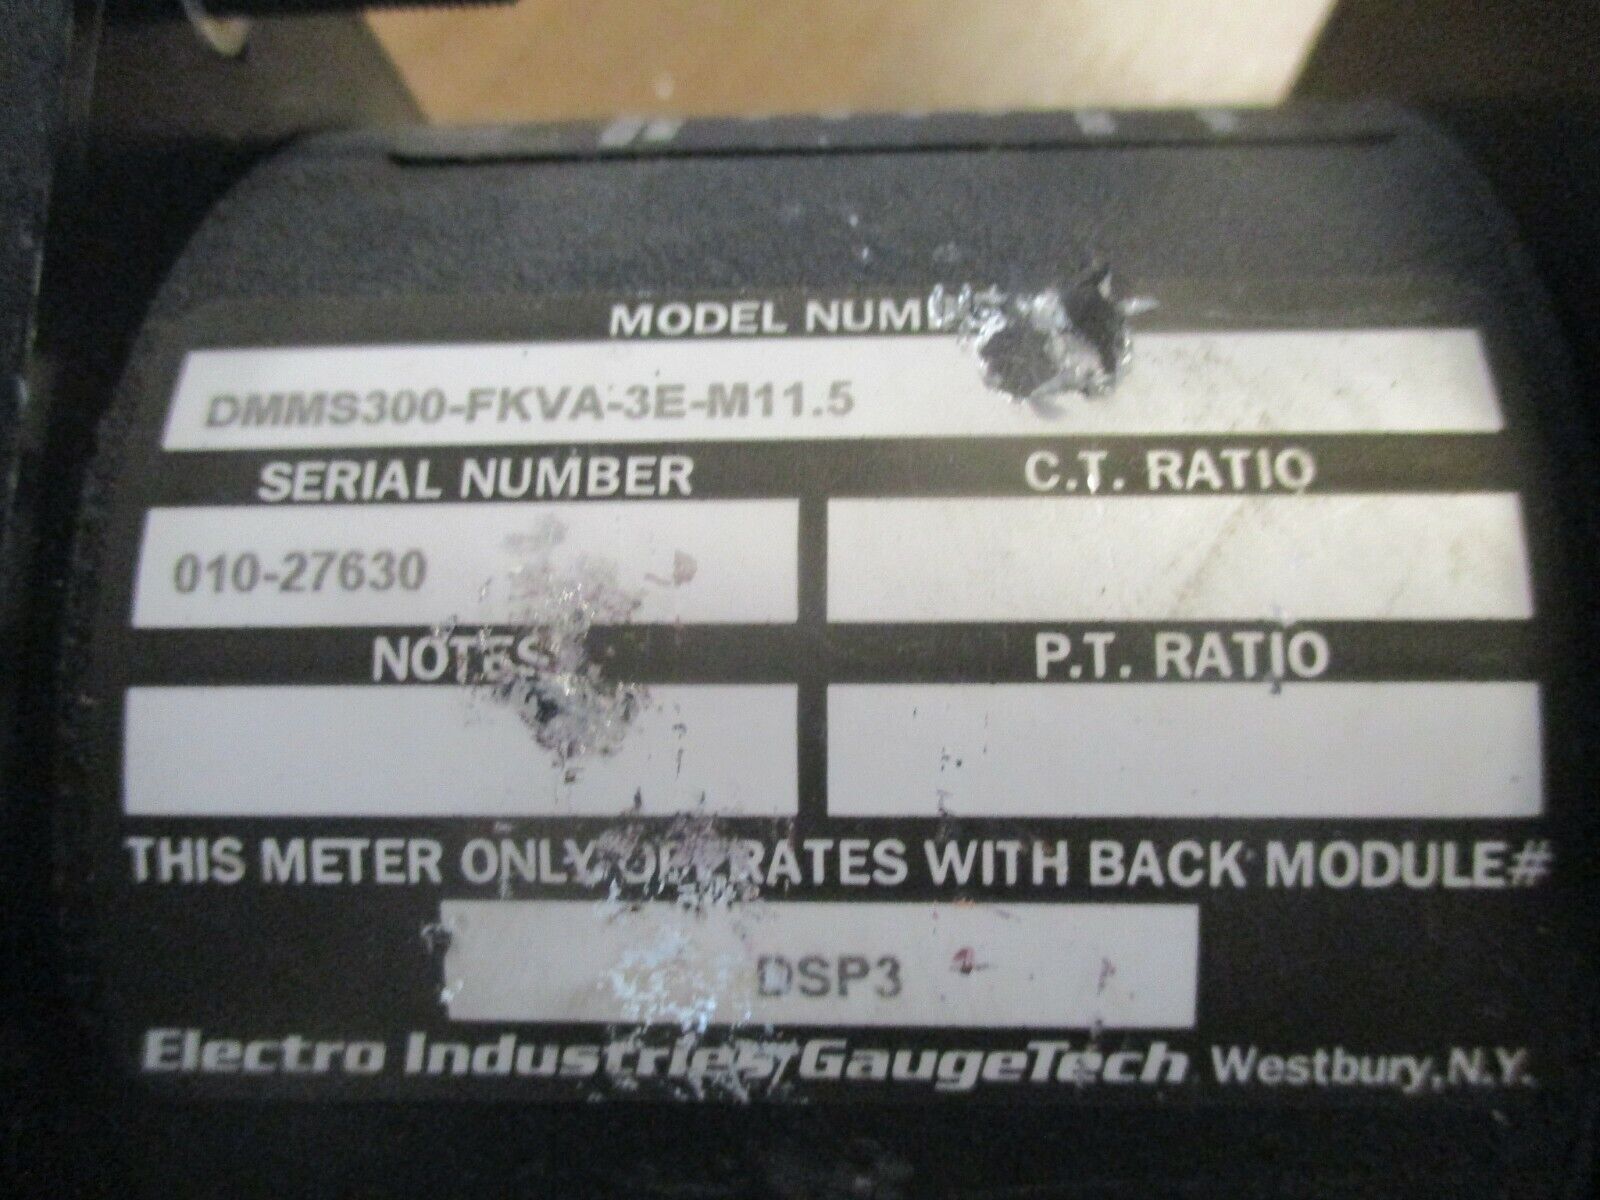 MODEL NUM
DMMS300-FKVA-3E-M11.5
SERIAL NUMBER C.T. RATIO
010-27630
NOTES P.T. RATIO
THIS METER ONLY OPERATES WITH BACK MODULE#
DSP3
Electro Industries/GaugeTech Westbury, N.Y.